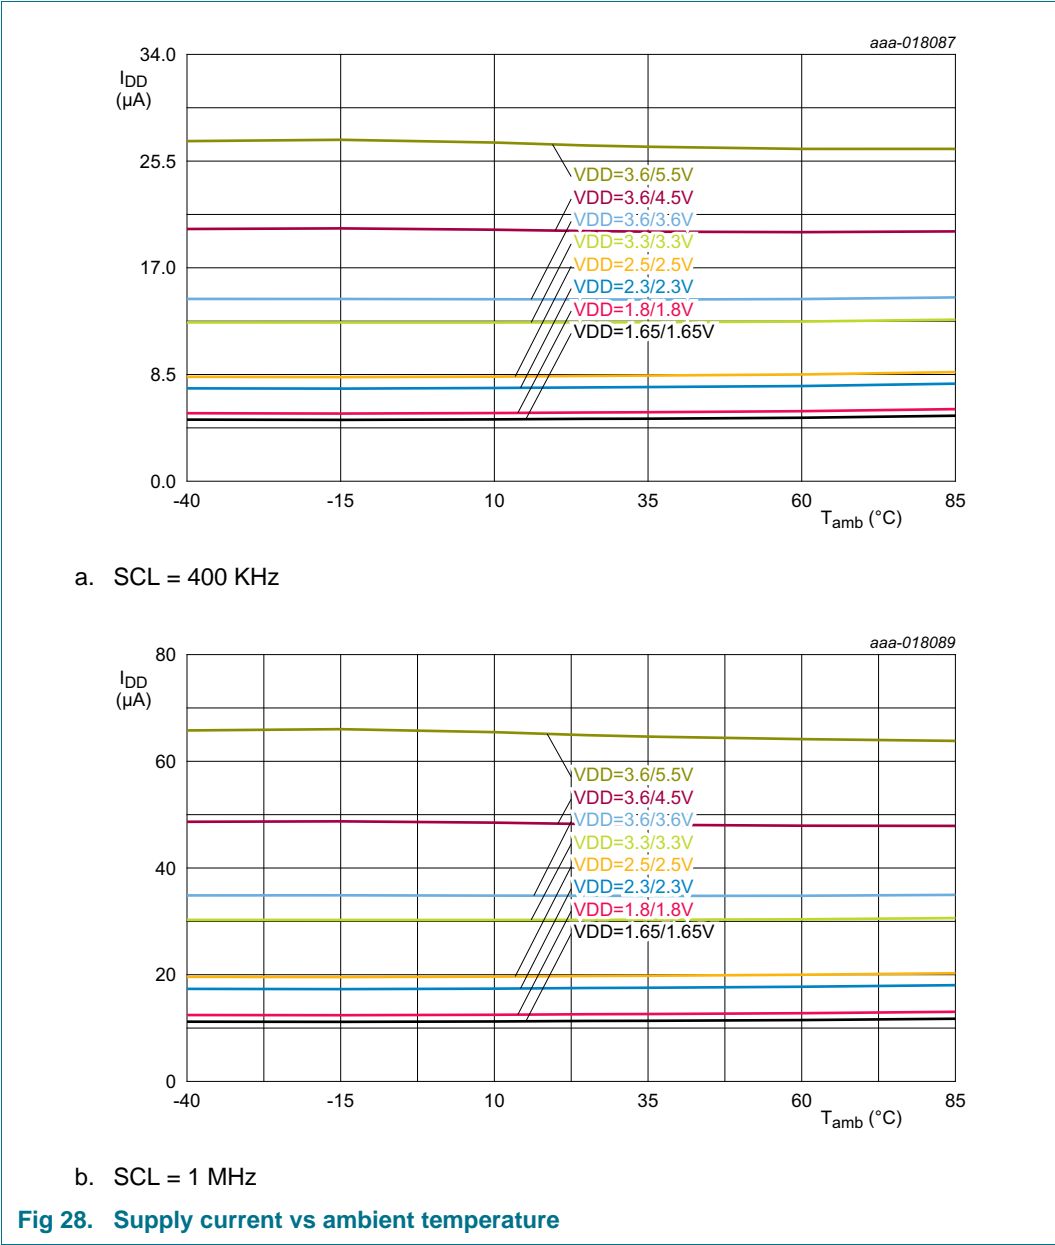 aaa-018087
34.0
IDD
(µA)
25.5
VDD=3.6/5.5V
VDD=3.6/4.5V
VDD=3.6/3.6V
VDD=3.3/3.3V
17.0
VDD=2.5/2.5V
VDD=2.3/2.3V
VDD=1.8/1.8V
VDD=1.65/1.65V
8.5
0.0
-40 -15 10 35 60 85
Tamb (°C)
a. SCL = 400 KHz
aaa-018089
80
IDD
(µA)
60
VDD=3.6/5.5V
VDD=3.6/4.5V
VDD=3.6/3.6V
VDD=3.3/3.3V
40
VDD=2.5/2.5V
VDD=2.3/2.3V
VDD=1.8/1.8V
VDD=1.65/1.65V
20
0
-40 -15 10 35 60 85
Tamb (°C)
b. SCL = 1 MHz
Fig 28. Supply current vs ambient temperature